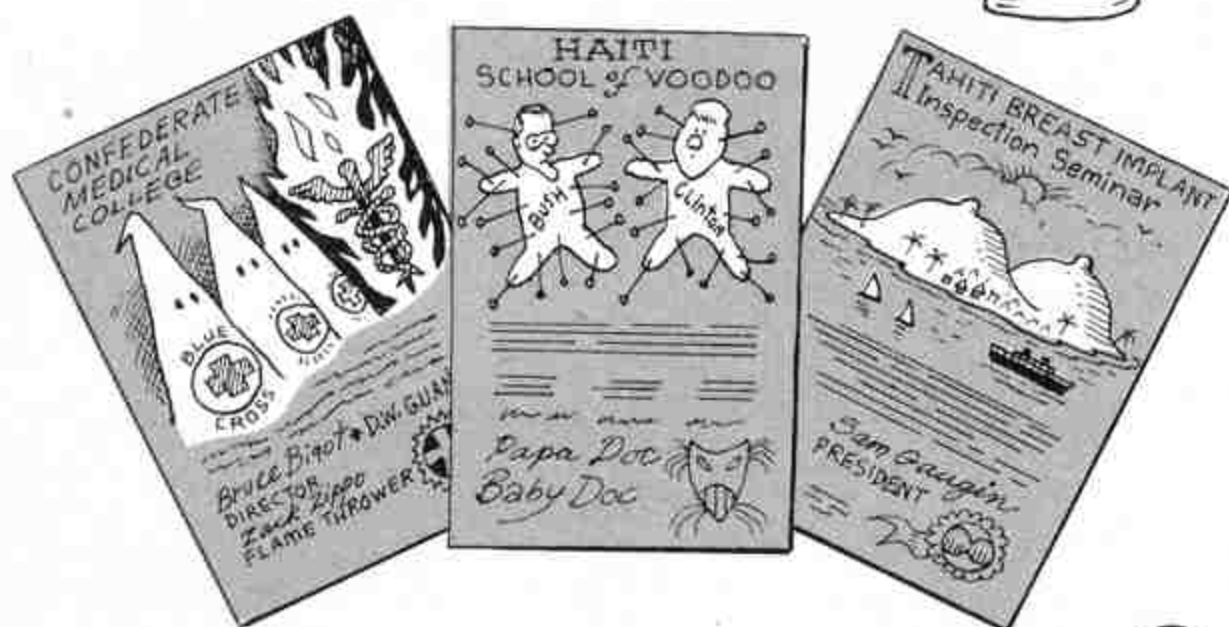 CONFEDERATE
MEDICAL
COLLEGE
BLUE
CROSS
Bruce Bigot * D.W. GUAN
DIRECTOR
Zack Zippo
FLAME THROWER
HAITI
SCHOOL of VOODOO
BUSH
Clinton
Papa Doc
Baby Doc
TAHITI BREAST IMPLANT
Inspection Seminar
Sam Gaugin
PRESIDENT